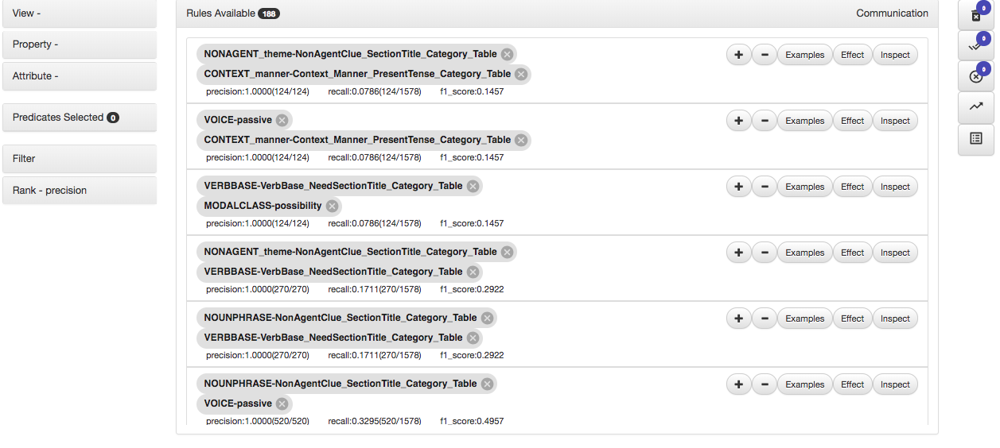 View -
Property -
Attribute -
Predicates Selected 0
Filter
Rank - precision
Rules Available 188 Communication
NONAGENT_theme-NonAgentClue_SectionTitle_Category_Table
CONTEXT_manner-Context_Manner_PresentTense_Category_Table
precision:1.0000(124/124) recall:0.0786(124/1578) f1_score:0.1457
+ - Examples Effect Inspect
VOICE-passive
CONTEXT_manner-Context_Manner_PresentTense_Category_Table
precision:1.0000(124/124) recall:0.0786(124/1578) f1_score:0.1457
+ - Examples Effect Inspect
VERBBASE-VerbBase_NeedSectionTitle_Category_Table
MODALCLASS-possibility
precision:1.0000(124/124) recall:0.0786(124/1578) f1_score:0.1457
+ - Examples Effect Inspect
NONAGENT_theme-NonAgentClue_SectionTitle_Category_Table
VERBBASE-VerbBase_NeedSectionTitle_Category_Table
precision:1.0000(270/270) recall:0.1711(270/1578) f1_score:0.2922
+ - Examples Effect Inspect
NOUNPHRASE-NonAgentClue_SectionTitle_Category_Table
VERBBASE-VerbBase_NeedSectionTitle_Category_Table
precision:1.0000(270/270) recall:0.1711(270/1578) f1_score:0.2922
+ - Examples Effect Inspect
NOUNPHRASE-NonAgentClue_SectionTitle_Category_Table
VOICE-passive
precision:1.0000(520/520) recall:0.3295(520/1578) f1_score:0.4957
+ - Examples Effect Inspect
0
0
0